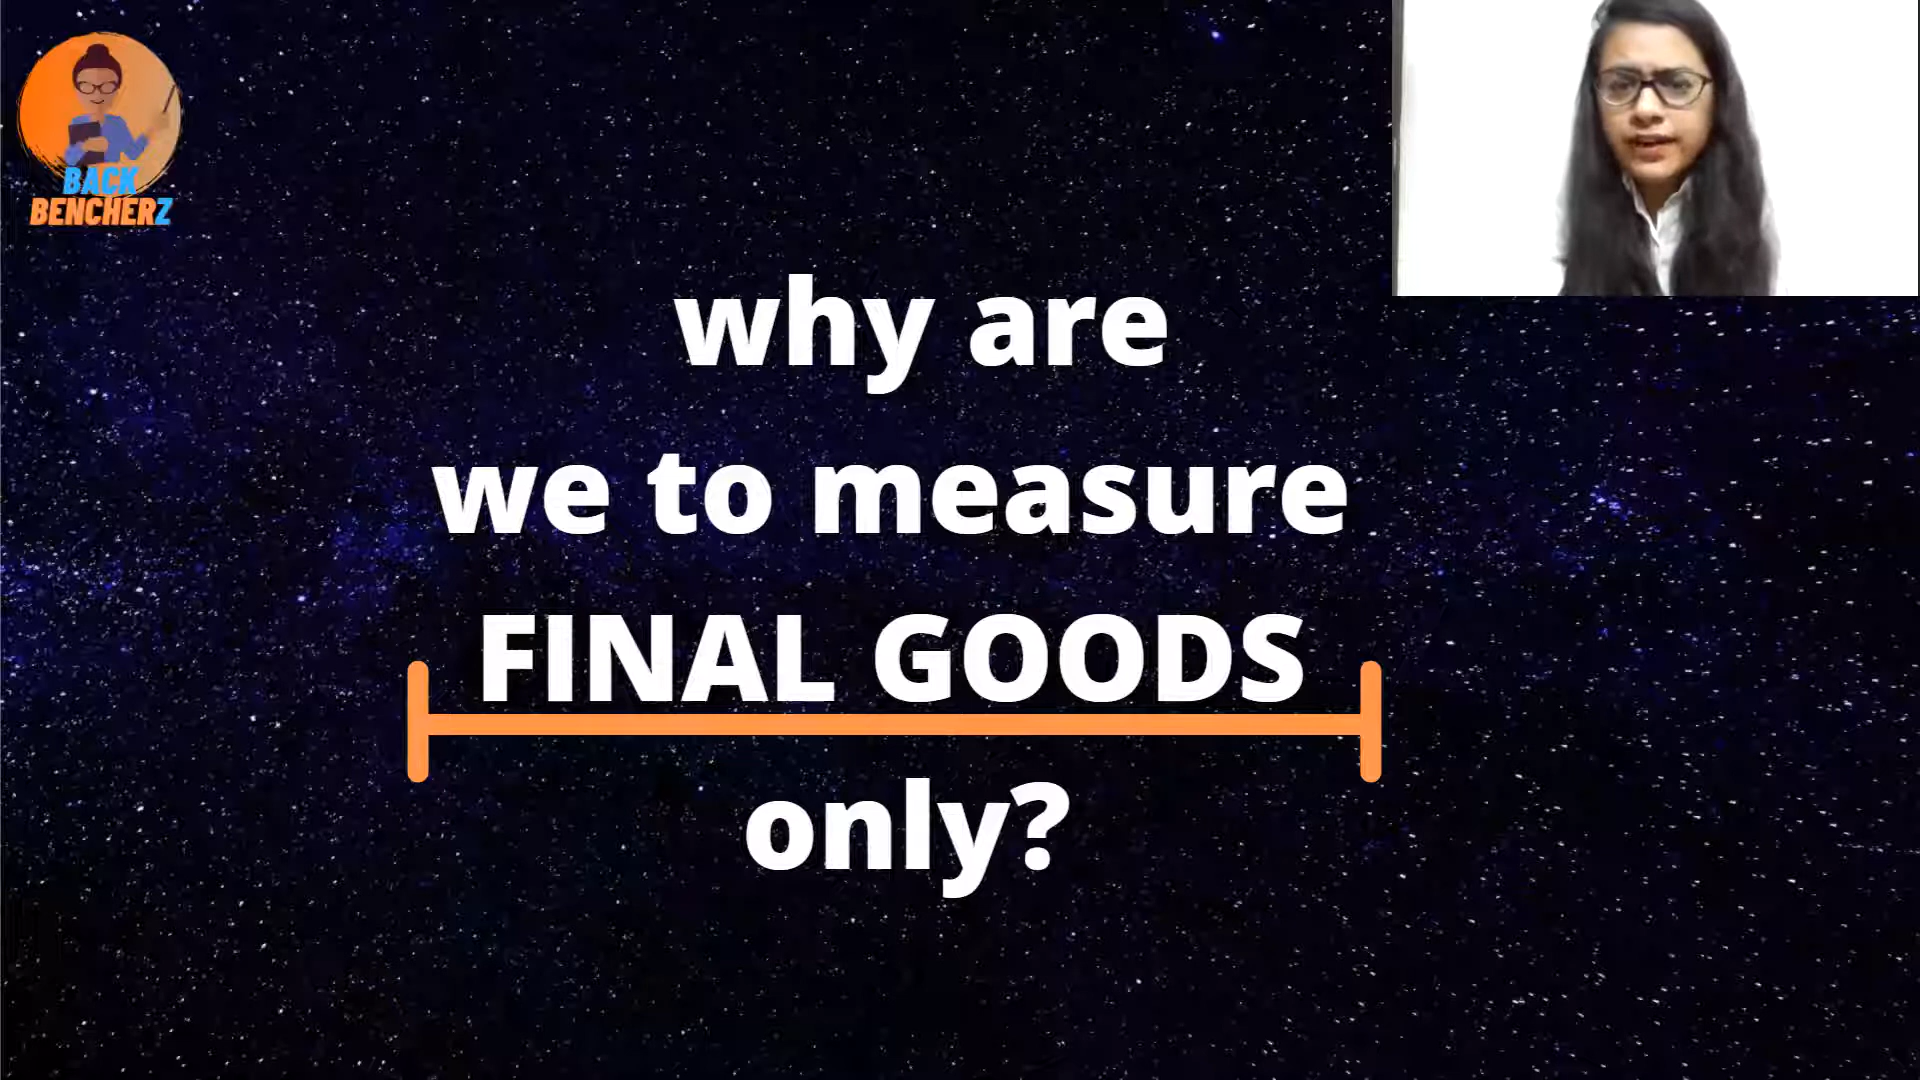 BACK
BENCHERZ
why are
we to measure
FINAL GOODS
only?